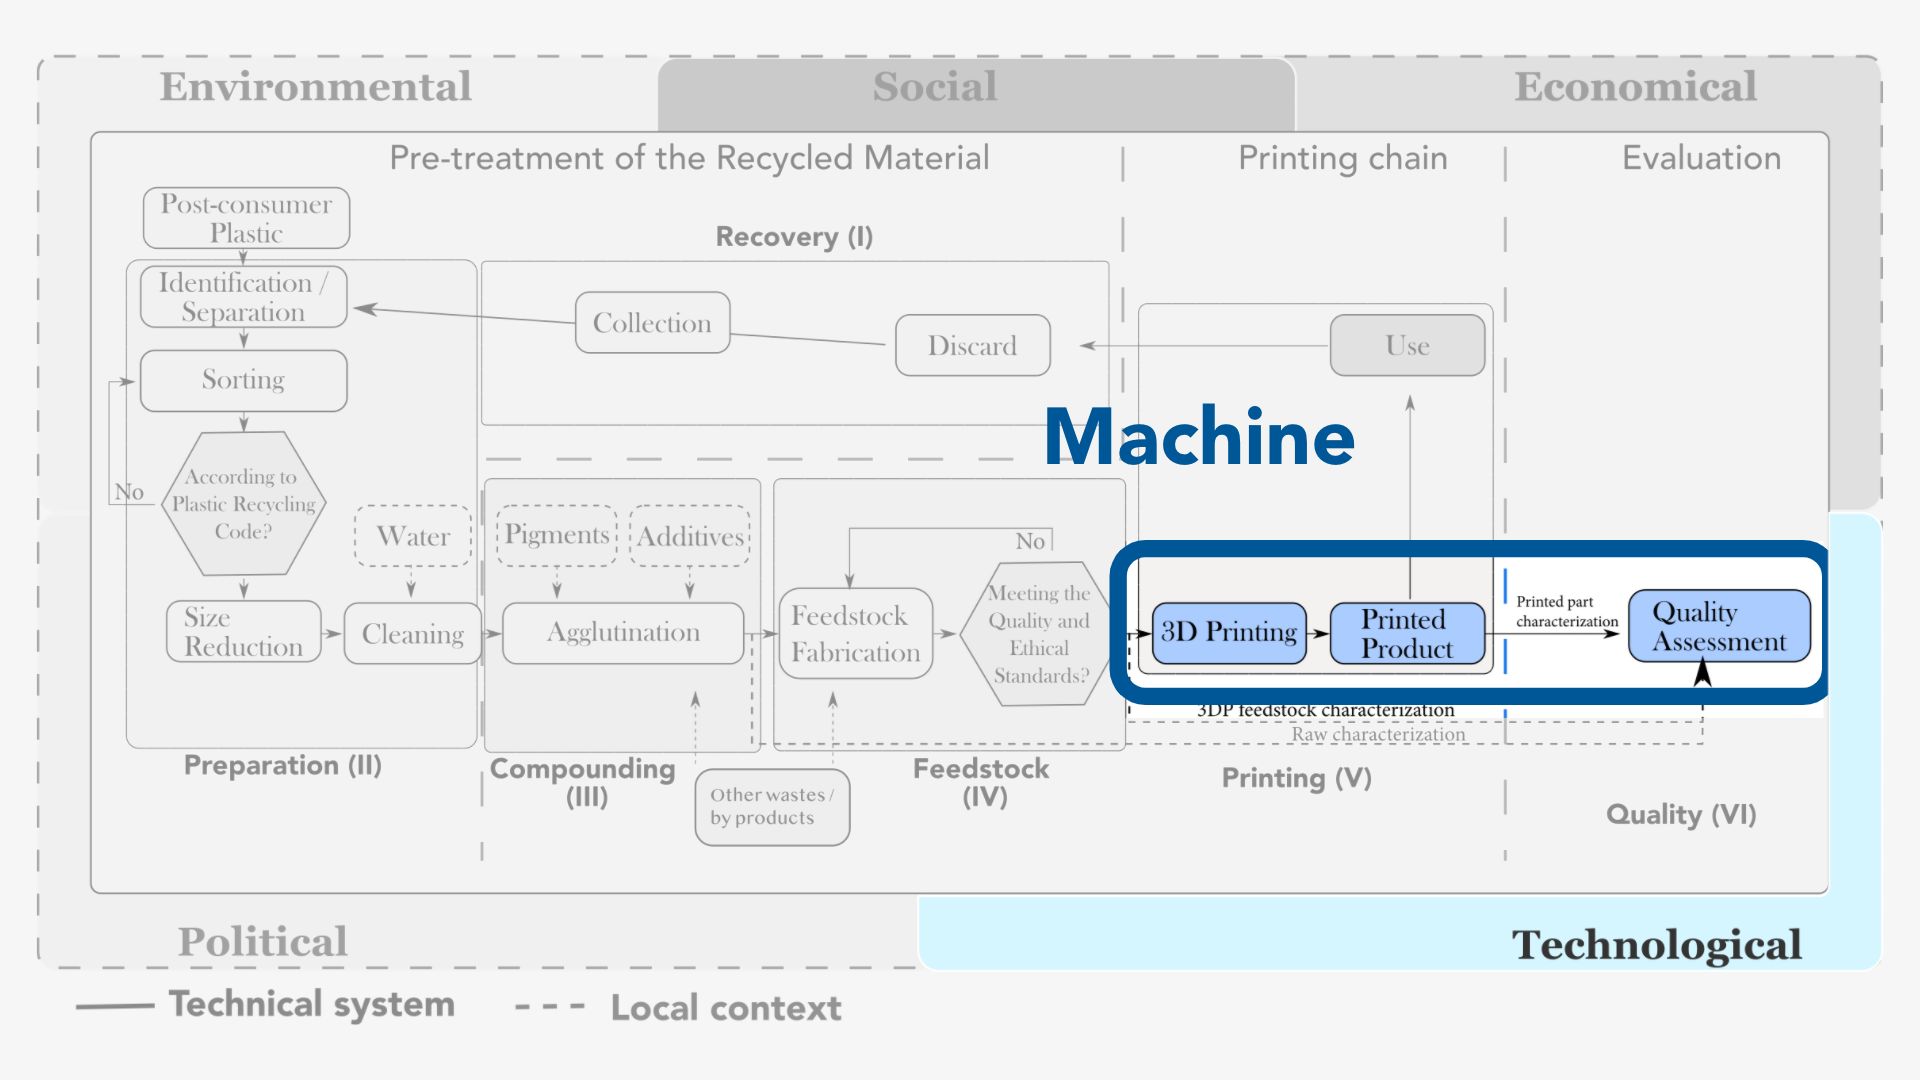 Environmental
Social
Economical
Pre-treatment of the Recycled Material
Printing chain
Evaluation
Post-consumer
Plastic
Recovery (I)
Identification /
Separation
Collection
Discard
Use
Sorting
Machine
According to
Plastic Recycling
Code?
No
Water
Pigments
Additives
No
Meeting the
Quality and
Ethical
Standards?
Size
Reduction
Cleaning
Agglutination
Feedstock
Fabrication
3D Printing
Printed
Product
Printed part
characterization
Quality
Assessment
3DP feedstock characterization
Raw characterization
Preparation (II)
Compounding
(III)
Feedstock
(IV)
Printing (V)
Other wastes /
by products
Quality (VI)
Political
Technological
Technical system
Local context